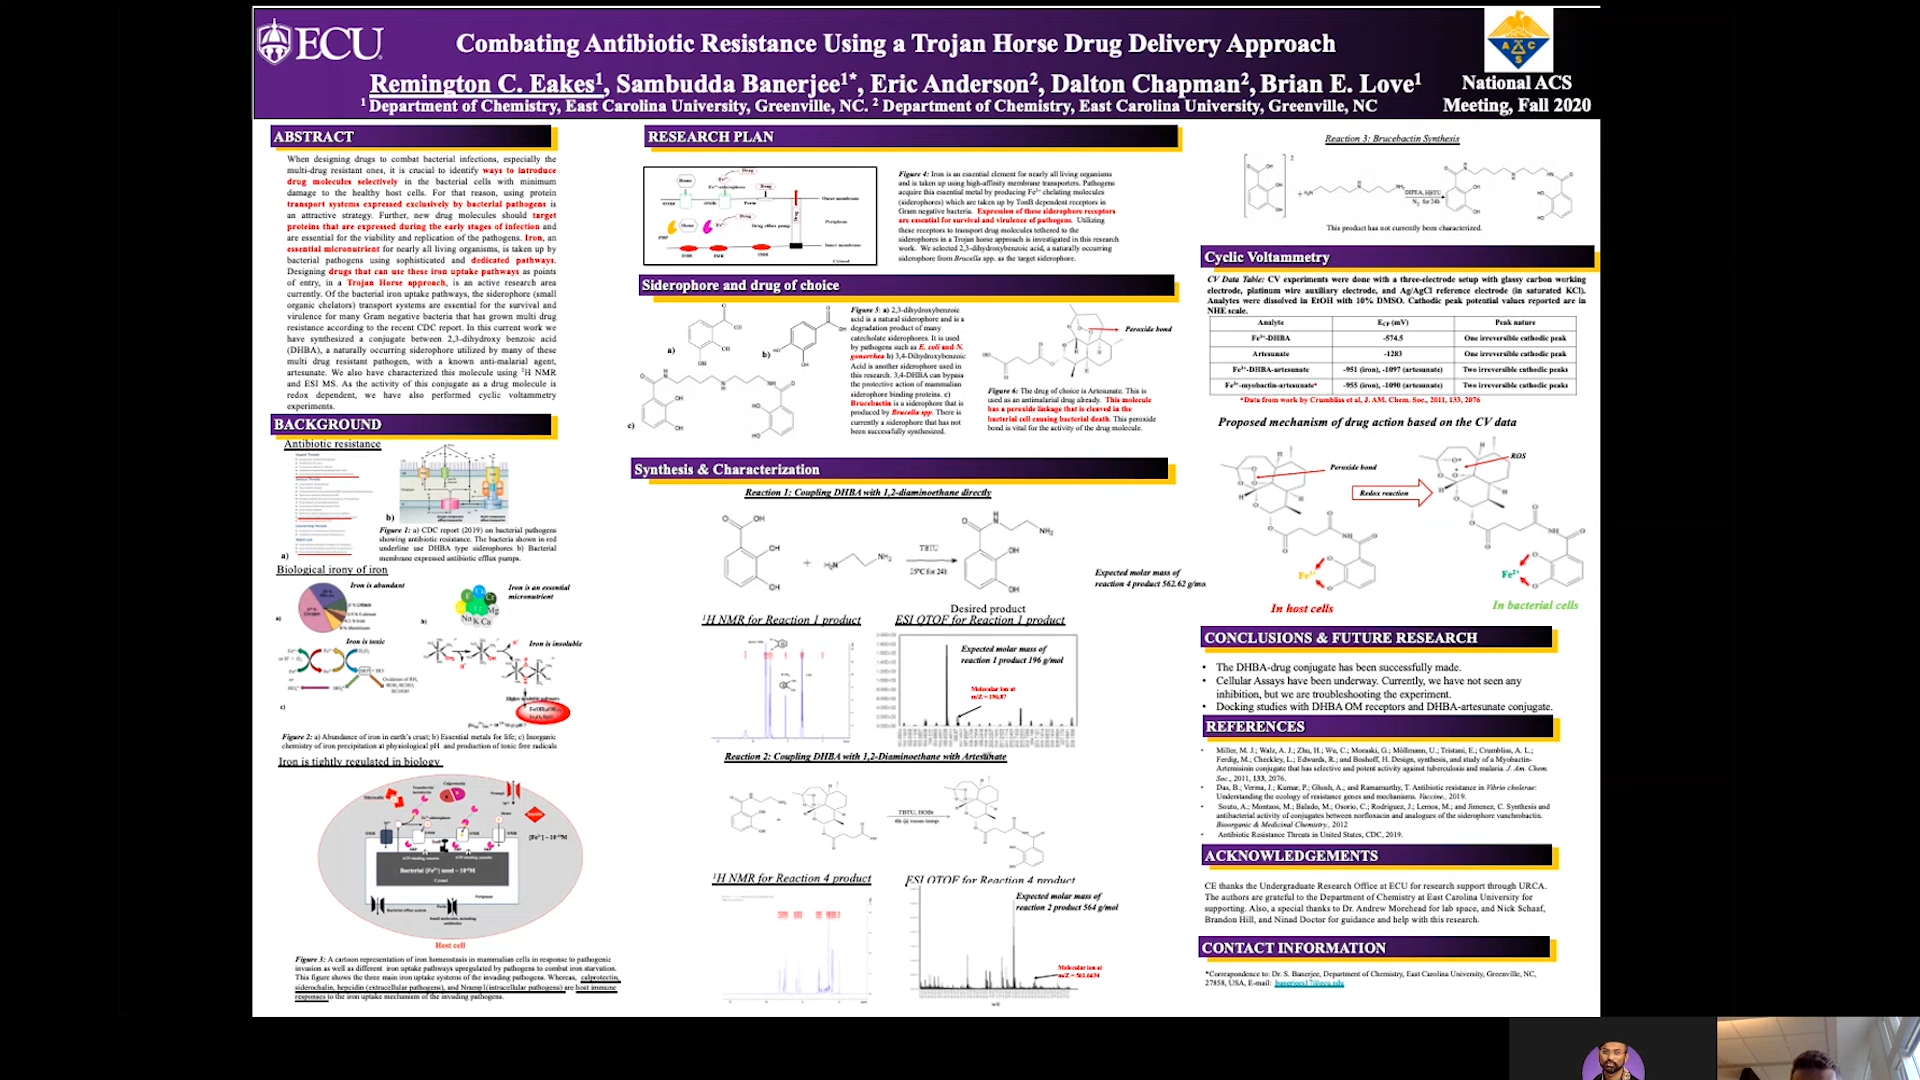 ECU
Combating Antibiotic Resistance Using a Trojan Horse Drug Delivery Approach
Remington C. Eakes1, Sambudda Banerjee1*, Eric Anderson2, Dalton Chapman2, Brian E. Love1
1 Department of Chemistry, East Carolina University, Greenville, NC. 2 Department of Chemistry, East Carolina University, Greenville, NC
ACS
National ACS
Meeting, Fall 2020
ABSTRACT
When designing drugs to combat bacterial infections, especially the
multi-drug resistant ones, it is crucial to identify ways to introduce
drug molecules selectively in the bacterial cells with minimum
damage to the healthy host cells. For that reason, using protein
transport systems expressed exclusively by bacterial pathogens is
an attractive strategy. Further, new drug molecules should target
proteins that are expressed during the early stages of infection and
are essential for the viability and replication of the pathogens. Iron, an
essential micronutrient for nearly all living organisms, is taken up by
bacterial pathogens using sophisticated and dedicated pathways.
Designing drugs that can use these iron uptake pathways as points
of entry, in a Trojan Horse approach, is an active research area
currently. Of the bacterial iron uptake pathways, the siderophore (small
organic chelators) transport systems are essential for the survival and
virulence for many Gram negative bacteria that has grown multi drug
resistance according to the recent CDC report. In this current work we
have synthesized a conjugate between 2,3-dihydroxy benzoic acid
(DHBA), a naturally occurring siderophore utilized by many of these
multi drug resistant pathogen, with a known anti-malarial agent,
artesunate. We also have characterized this molecule using 1H NMR
and ESI MS. As the activity of this conjugate as a drug molecule is
redox dependent, we have also performed cyclic voltammetry
experiments.
BACKGROUND
Antibiotic resistance
a)
b)
Figure 1: a) CDC report (2019) on bacterial pathogens
showing antibiotic resistance. The bacteria shown in red
underline use DHBA type siderophores b) Bacterial
membrane expressed antibiotic efflux pumps.
Biological irony of iron
Iron is abundant
a)
b)
Iron is an essential
micronutrient
Mg
Na K Ca
Iron is toxic
Iron is insoluble
c)
Figure 2: a) Abundance of iron in earth's crust; b) Essential metals for life; c) Inorganic
chemistry of iron precipitation at physiological pH and production of toxic free radicals
Iron is tightly regulated in biology
Host cell
Figure 3: A cartoon representation of iron homeostasis in mammalian cells in response to pathogenic
invasion as well as different iron uptake pathways upregulated by pathogens to combat iron starvation.
This figure shows the three main iron uptake systems of the invading pathogens. Whereas, calprotectin,
siderochalin, hepcidin (extracellular pathogens), and Nramp1(intracellular pathogens) are host immune
responses to the iron uptake mechanism of the invading pathogens.
RESEARCH PLAN
Drug
Heme
Fe3+-siderophore
Drug
Porin
Outer membrane
Periplasm
Heme
Drug
Drug efflux pump
Inner membrane
Cytosol
Figure 4: Iron is an essential element for nearly all living organisms
and is taken up using high-affinity membrane transporters. Pathogens
acquire this essential metal by producing Fe3+ chelating molecules
(siderophores) which are taken up by TonB dependent receptors in
Gram negative bacteria. Expression of these siderophore receptors
are essential for survival and virulence of pathogens. Utilizing
these receptors to transport drug molecules tethered to the
siderophores in a Trojan horse approach is investigated in this research
work. We selected 2,3-dihydroxybenzoic acid, a naturally occurring
siderophore from Brucella spp. as the target siderophore.
Siderophore and drug of choice
a)
b)
c)
Figure 5: a) 2,3-dihydroxybenzoic
acid is a natural siderophore and is a
degradation product of many
catecholate siderophores. It is used
by pathogens such as E. coli and N.
gonorrhea b) 3,4-Dihydroxybenzoic
Acid is another siderophore used in
this research. 3,4-DHBA can bypass
the protective action of mammalian
siderophore binding proteins. c)
Brucebactin is a siderophore that is
produced by Brucella spp. There is
currently a siderophore that has not
been successfully synthesized.
Peroxide bond
Figure 6: The drug of choice is Artesunate. This is
used as an antimalarial drug already. This molecule
has a peroxide linkage that is cleaved in the
bacterial cell causing bacterial death. This peroxide
bond is vital for the activity of the drug molecule.
Synthesis & Characterization
Reaction 1: Coupling DHBA with 1,2-diaminoethane directly
TBTU
25°C for 24h
Desired product
Expected molar mass of
reaction 4 product 562.62 g/mo
1H NMR for Reaction 1 product
ESI QTOF for Reaction 1 product
Expected molar mass of
reaction 1 product 196 g/mol
Molecular ion at
m/Z = 196.07
Reaction 2: Coupling DHBA with 1,2-Diaminoethane with Artesunate
TBTU, HOBt
1H NMR for Reaction 4 product
ESI QTOF for Reaction 4 product
Expected molar mass of
reaction 2 product 564 g/mol
Molecular ion at
Reaction 3: Brucebactin Synthesis
DIPEA, HBTU
N2 for 24h
This product has not currently been characterized.
Cyclic Voltammetry
CV Data Table: CV experiments were done with a three-electrode setup with glassy carbon working
electrode, platinum wire auxiliary electrode, and Ag/AgCl reference electrode (in saturated KCl).
Analytes were dissolved in EtOH with 10% DMSO. Cathodic peak potential values reported are in
NHE scale.
Analyte ECP (mV) Peak nature
Fe3+-DHBA -574.5 One irreversible cathodic peak
Artesunate -1283 One irreversible cathodic peak
Fe3+-DHBA-artesunate -951 (iron), -1097 (artesunate) Two irreversible cathodic peaks
Fe3+-myobactin-artesunate* -955 (iron), -1090 (artesunate) Two irreversible cathodic peaks
*Data from work by Crumbliss et al, J. AM. Chem. Soc., 2011, 133, 2076
Proposed mechanism of drug action based on the CV data
Peroxide bond
Redox reaction
ROS
Fe3+
Fe2+
In host cells
In bacterial cells
CONCLUSIONS & FUTURE RESEARCH
• The DHBA-drug conjugate has been successfully made.
• Cellular Assays have been underway. Currently, we have not seen any
inhibition, but we are troubleshooting the experiment.
• Docking studies with DHBA OM receptors and DHBA-artesunate conjugate.
REFERENCES
Miller, M. J.; Walz, A. J.; Zhu, H.; Wu, C.; Moraski, G.; Möllmann, U.; Tristani, E.; Crumbliss, A. L.;
Ferdig, M.; Checkley, L.; Edwards, R.; and Boshoff, H. Design, synthesis, and study of a Myobactin-
Artemisinin conjugate that has selective and potent activity against tuberculosis and malaria. J. Am. Chem.
Soc., 2011, 133, 2076.
Das, B.; Verma, J.; Kumar, P.; Ghosh, A.; and Ramamurthy, T. Antibiotic resistance in Vibrio cholerae:
Understanding the ecology of resistance genes and mechanisms. Vaccine., 2019.
Souto, A.; Montaos, M.; Balado, M.; Osorio, C.; Rodriguez, J.; Lemos, M.; and Jimenez, C. Synthesis and
antibacterial activity of conjugates between norfloxacin and analogues of the siderophore vanchrobactin.
Bioorganic & Medicinal Chemistry., 2012
Antibiotic Resistance Threats in United States, CDC, 2019.
ACKNOWLEDGEMENTS
CE thanks the Undergraduate Research Office at ECU for research support through URCA.
The authors are grateful to the Department of Chemistry at East Carolina University for
supporting. Also, a special thanks to Dr. Andrew Morehead for lab space, and Nick Schaaf,
Brandon Hill, and Ninad Doctor for guidance and help with this research.
CONTACT INFORMATION
*Correspondence to: Dr. S. Banerjee, Department of Chemistry, East Carolina University, Greenville, NC,
27858, USA, E-mail: banerjees17@ecu.edu